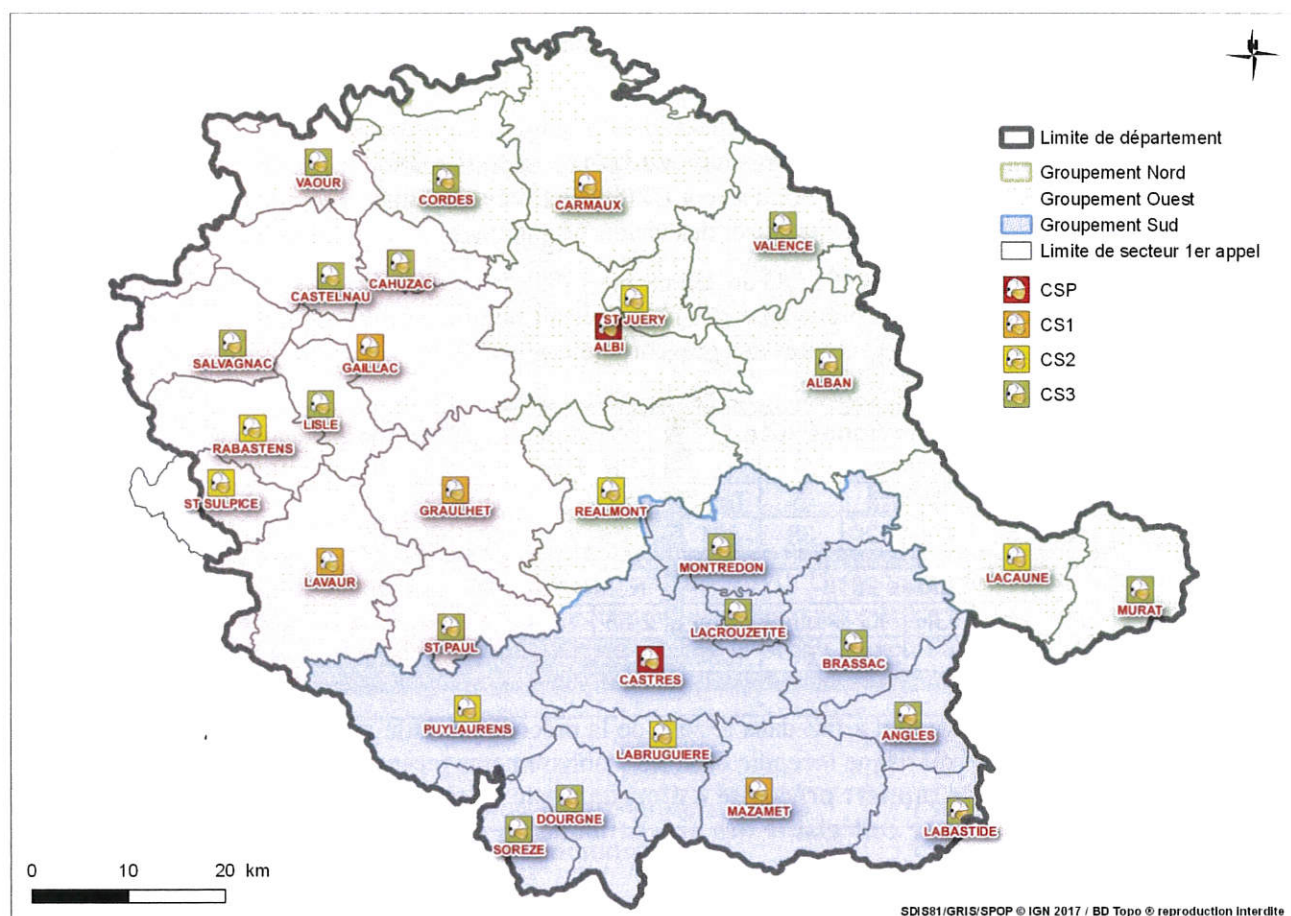 N
Limite de département
Groupement Nord
Groupement Ouest
Groupement Sud
Limite de secteur 1er appel
CSP
CS1
CS2
CS3
VAOUR
CORDES
CARMAUX
VALENCE
CASTELNAU
CAHUZAC
ST JUERY
ALBI
SALVAGNAC
GAILLAC
ALBAN
LISLE
RABASTENS
ST SULPICE
GRAULHET
REALMONT
LAVAUR
MONTREDON
LACAUNE
MURAT
ST PAUL
LACROUZETTE
BRASSAC
CASTRES
PUYLAURENS
LABRUGUIERE
ANGLES
MAZAMET
DOURGNE
LABASTIDE
SOREZE
0 10 20 km
SDIS81/GRIS/SPOP © IGN 2017 / BD Topo ® reproduction interdite